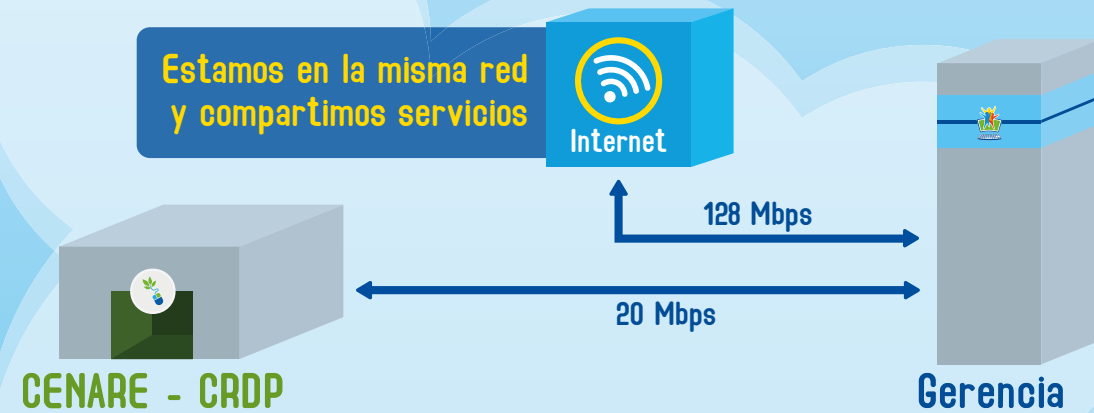 Estamos en la misma red
y compartimos servicios
Internet
128 Mbps
20 Mbps
CENARE - CRDP
Gerencia